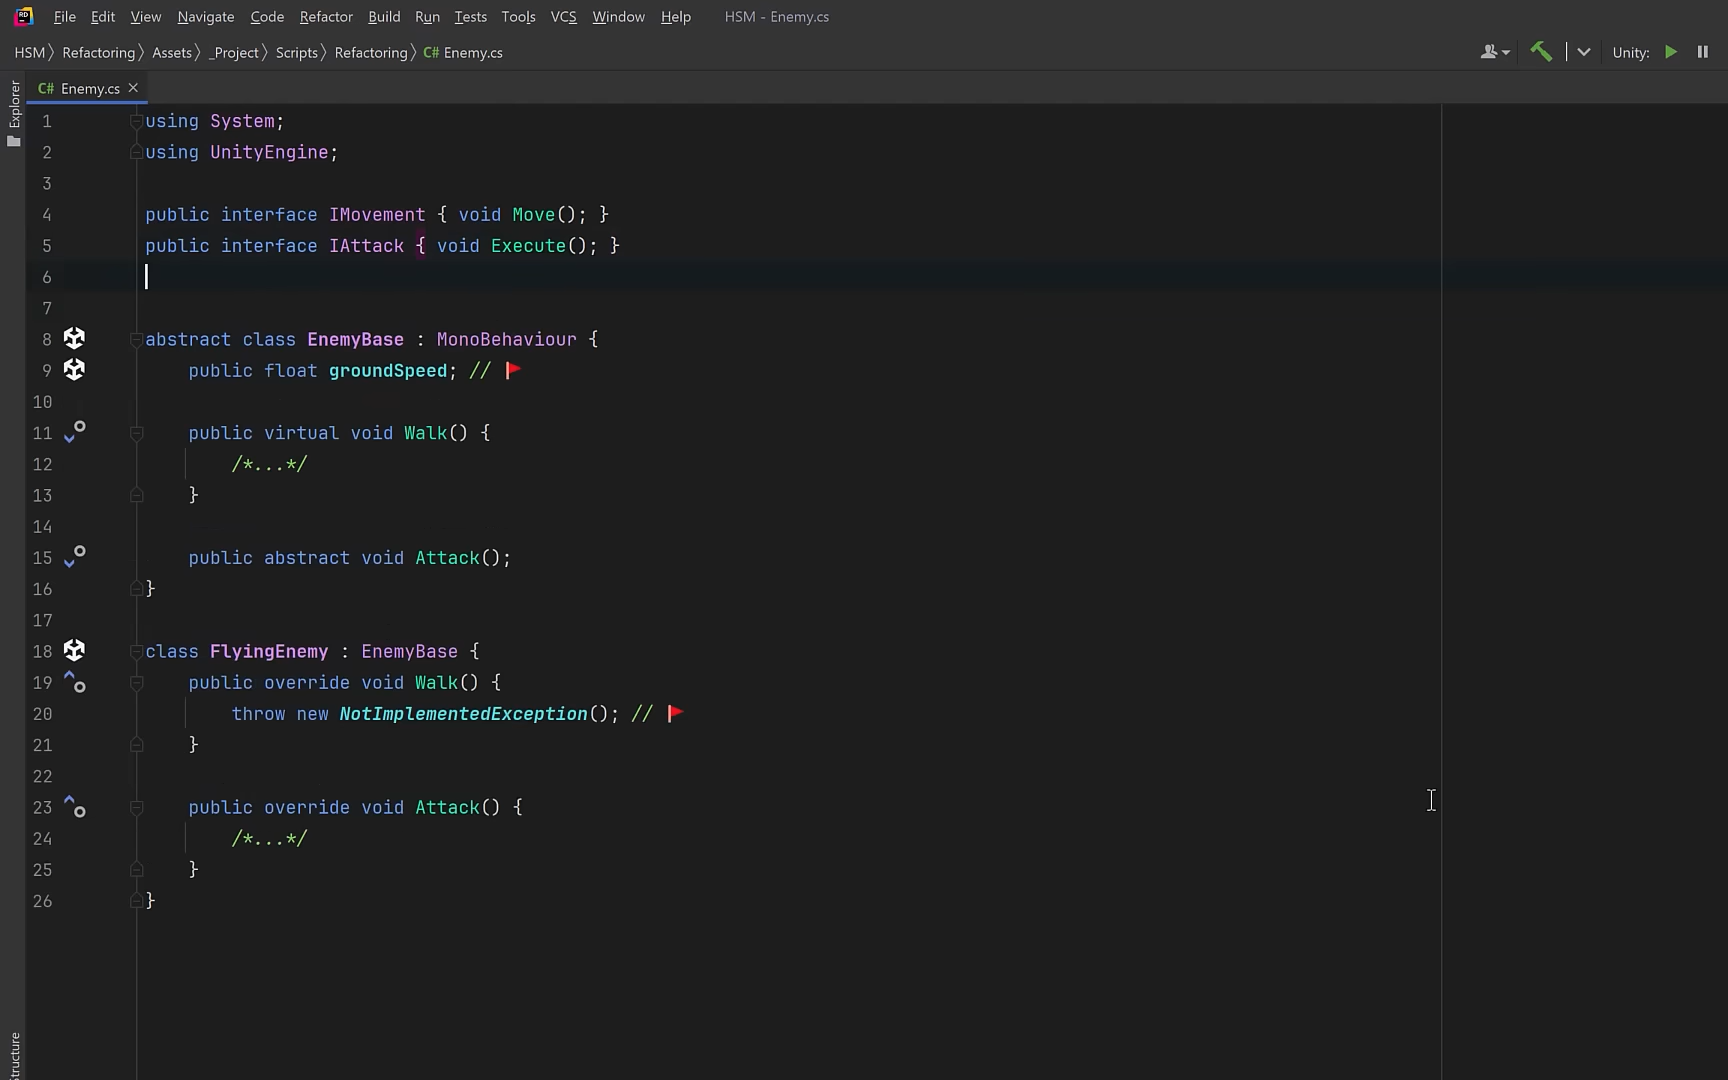 RD File Edit View Navigate Code Refactor Build Run Tests Tools VCS Window Help HSM - Enemy.cs
HSM Refactoring Assets _Project Scripts Refactoring C# Enemy.cs Unity:
C# Enemy.cs
Explorer
1 using System;
2 using UnityEngine;
3
4 public interface IMovement { void Move(); }
5 public interface IAttack { void Execute(); }
6
7
8 abstract class EnemyBase : MonoBehaviour {
9 public float groundSpeed; // 🚩
10
11 public virtual void Walk() {
12 /*...*/
13 }
14
15 public abstract void Attack();
16 }
17
18 class FlyingEnemy : EnemyBase {
19 public override void Walk() {
20 throw new NotImplementedException(); // 🚩
21 }
22
23 public override void Attack() {
24 /*...*/
25 }
26 }
Structure